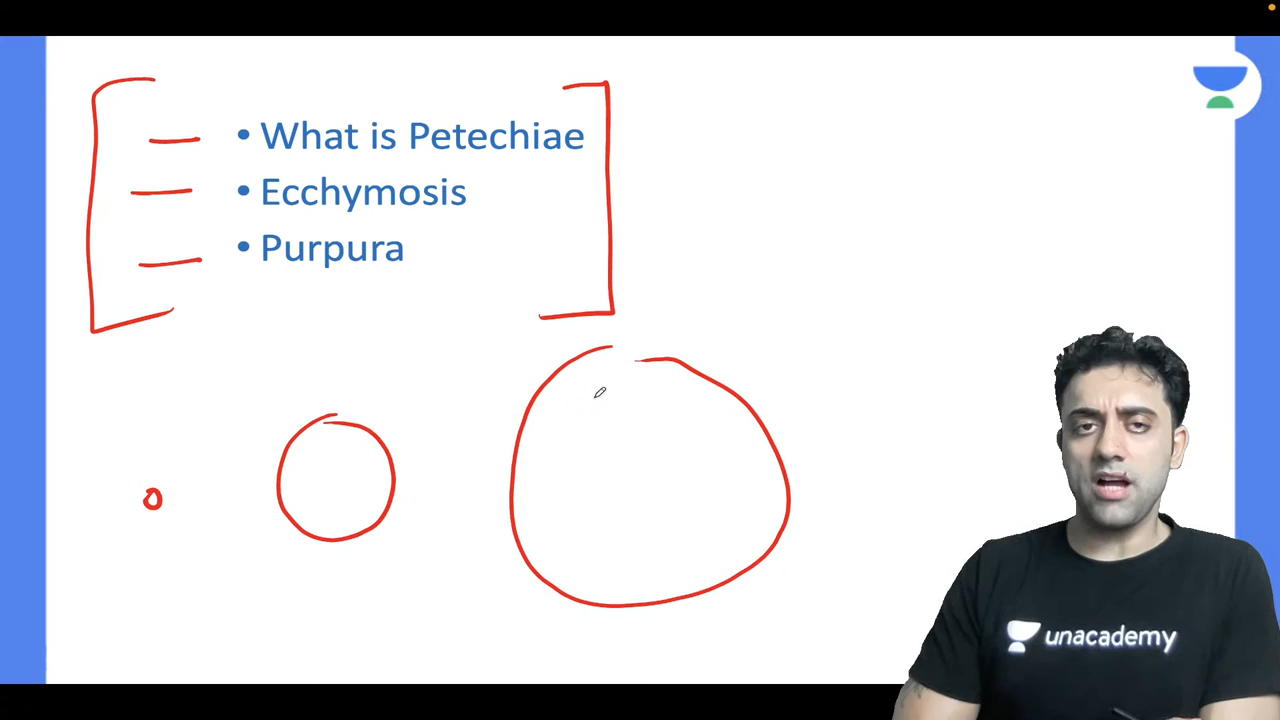 • What is Petechiae
• Ecchymosis
• Purpura
unacademy